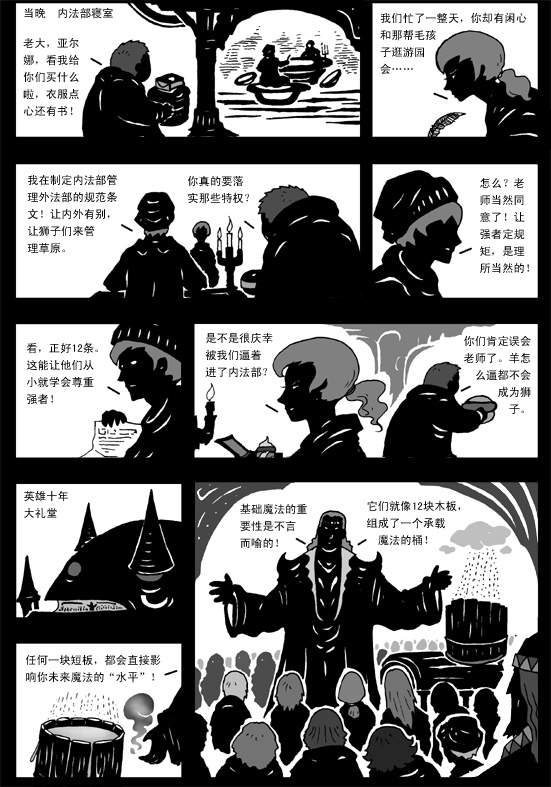 当晚 内法部寝室
老大，亚尔
娜，看我给
你们买什么
啦，衣服点
心还有书！
我们忙了一整天，你却有闲心
和那帮毛孩
子逛游园
会……
我在制定内法部管
理外法部的规范条
文！让内外有别，
让狮子们来管
理草原。
你真的要落
实那些特权？
怎么？老
师当然同
意了！让
强者定规
矩，是理
所当然的！
看，正好12条。
这能让他们从
小就学会尊重
强者！
是不是很庆幸
被我们逼着
进了内法部？
你们肯定误会
老师了。羊怎
么逼都不会
成为狮
子。
英雄十年
大礼堂
基础魔法的重
要性是不言
而喻的！
它们就像12块木板，
组成了一个承载
魔法的桶！
任何一块短板，都会直接影
响你未来魔法的“水平”！